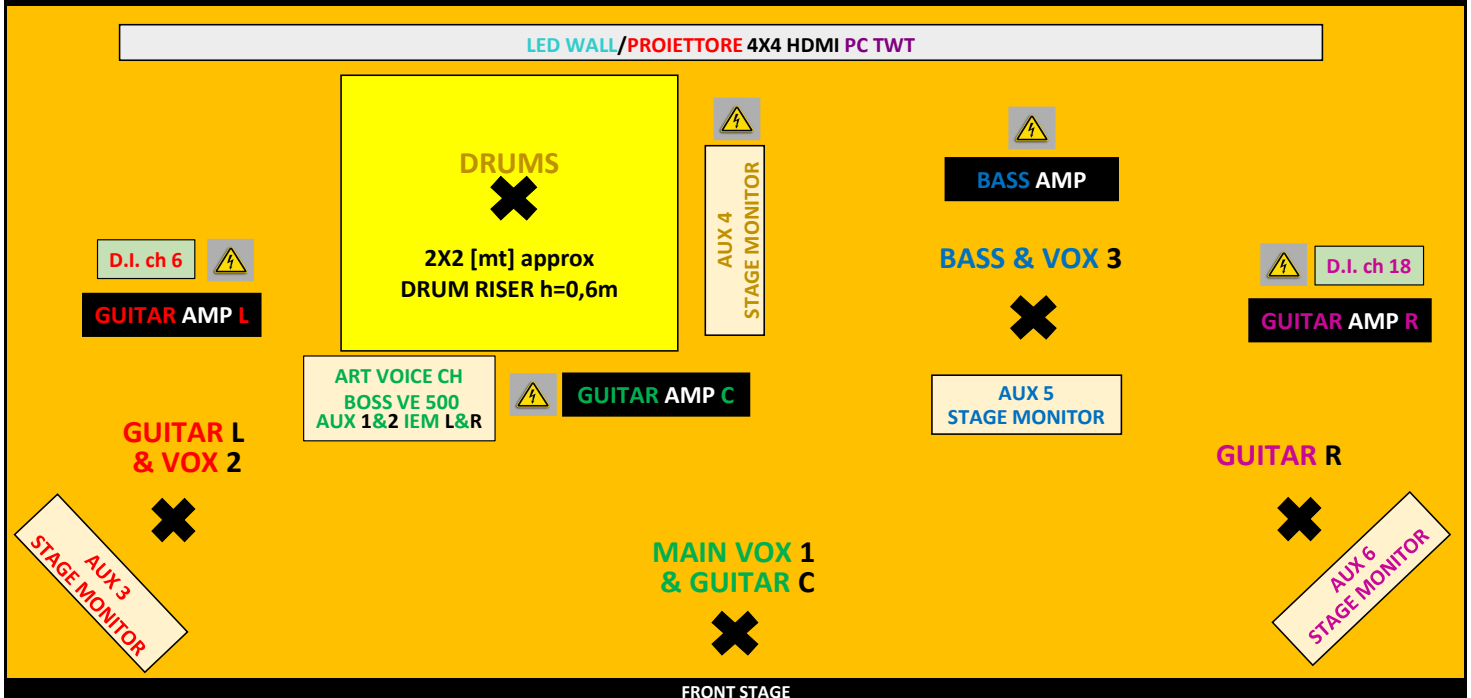 LED WALL/PROIETTORE 4X4 HDMI PC TWT
DRUMS
2X2 [mt] approx
DRUM RISER h=0,6m
AUX 4
STAGE MONITOR
BASS AMP
BASS & VOX 3
D.I. ch 6
GUITAR AMP L
D.I. ch 18
GUITAR AMP R
ART VOICE CH
BOSS VE 500
AUX 1&2 IEM L&R
GUITAR AMP C
AUX 5
STAGE MONITOR
GUITAR L
& VOX 2
GUITAR R
AUX 3
STAGE MONITOR
MAIN VOX 1
& GUITAR C
AUX 6
STAGE MONITOR
FRONT STAGE